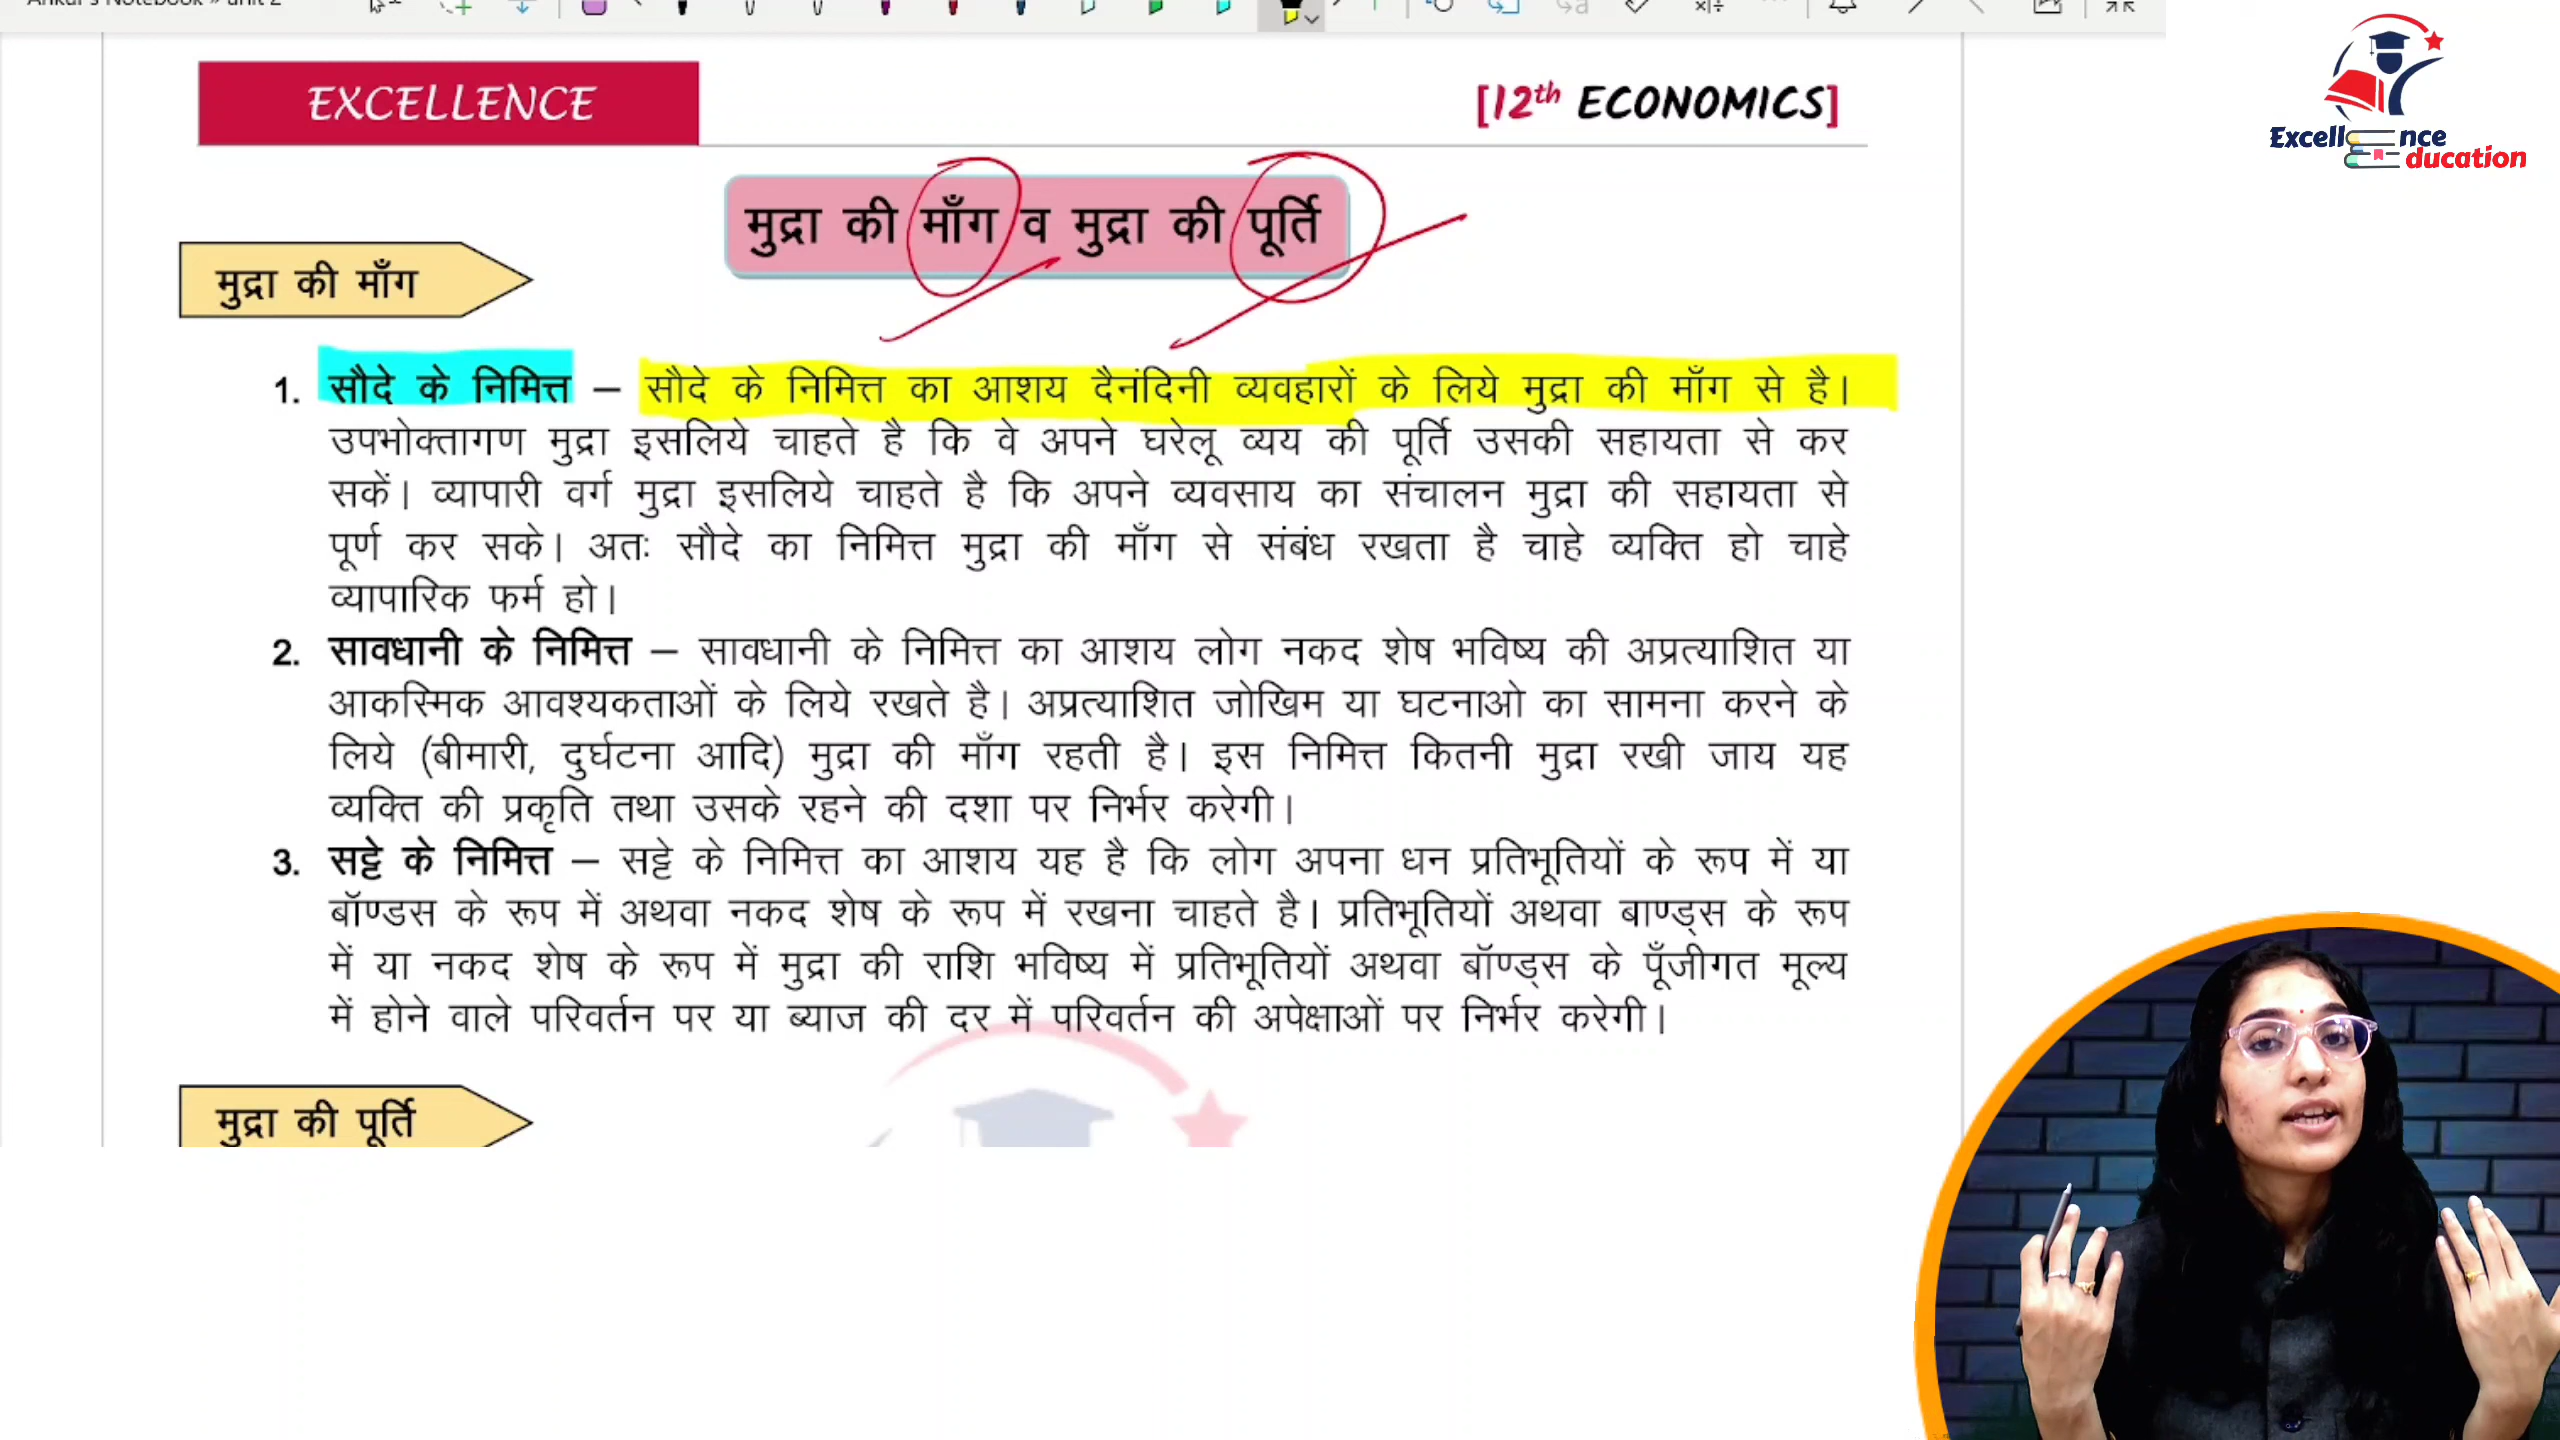 Ankur's Notebook » unit 2
EXCELLENCE
[12th ECONOMICS]
Excellence
Education
मुद्रा की माँग व मुद्रा की पूर्ति
मुद्रा की माँग
1. सौदे के निमित्त – सौदे के निमित्त का आशय दैनंदिनी व्यवहारों के लिये मुद्रा की माँग से है।
उपभोक्तागण मुद्रा इसलिये चाहते है कि वे अपने घरेलू व्यय की पूर्ति उसकी सहायता से कर
सकें। व्यापारी वर्ग मुद्रा इसलिये चाहते है कि अपने व्यवसाय का संचालन मुद्रा की सहायता से
पूर्ण कर सके। अतः सौदे का निमित्त मुद्रा की माँग से संबंध रखता है चाहे व्यक्ति हो चाहे
व्यापारिक फर्म हो।
2. सावधानी के निमित्त – सावधानी के निमित्त का आशय लोग नकद शेष भविष्य की अप्रत्याशित या
आकस्मिक आवश्यकताओं के लिये रखते है। अप्रत्याशित जोखिम या घटनाओ का सामना करने के
लिये (बीमारी, दुर्घटना आदि) मुद्रा की माँग रहती है। इस निमित्त कितनी मुद्रा रखी जाय यह
व्यक्ति की प्रकृति तथा उसके रहने की दशा पर निर्भर करेगी।
3. सट्टे के निमित्त – सट्टे के निमित्त का आशय यह है कि लोग अपना धन प्रतिभूतियों के रूप में या
बॉण्डस के रूप में अथवा नकद शेष के रूप में रखना चाहते है। प्रतिभूतियों अथवा बाण्ड्स के रूप
में या नकद शेष के रूप में मुद्रा की राशि भविष्य में प्रतिभूतियों अथवा बॉण्ड्स के पूँजीगत मूल्य
में होने वाले परिवर्तन पर या ब्याज की दर में परिवर्तन की अपेक्षाओं पर निर्भर करेगी।
मुद्रा की पूर्ति